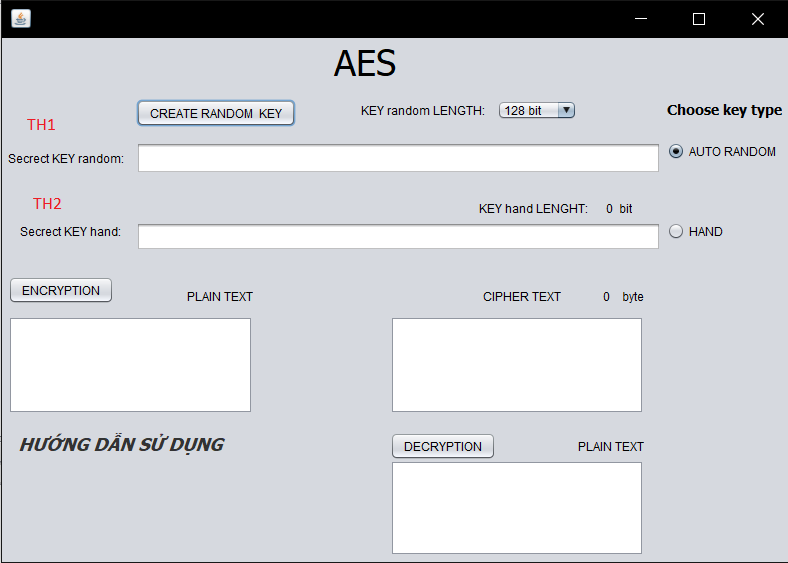 AES
CREATE RANDOM  KEY
KEY random LENGTH:
128 bit
Choose key type
TH1
Secrect KEY random:
AUTO RANDOM
TH2
KEY hand LENGHT:
0 bit
Secrect KEY hand:
HAND
ENCRYPTION
PLAIN TEXT
CIPHER TEXT
0 byte
HƯỚNG DẪN SỬ DỤNG
DECRYPTION
PLAIN TEXT